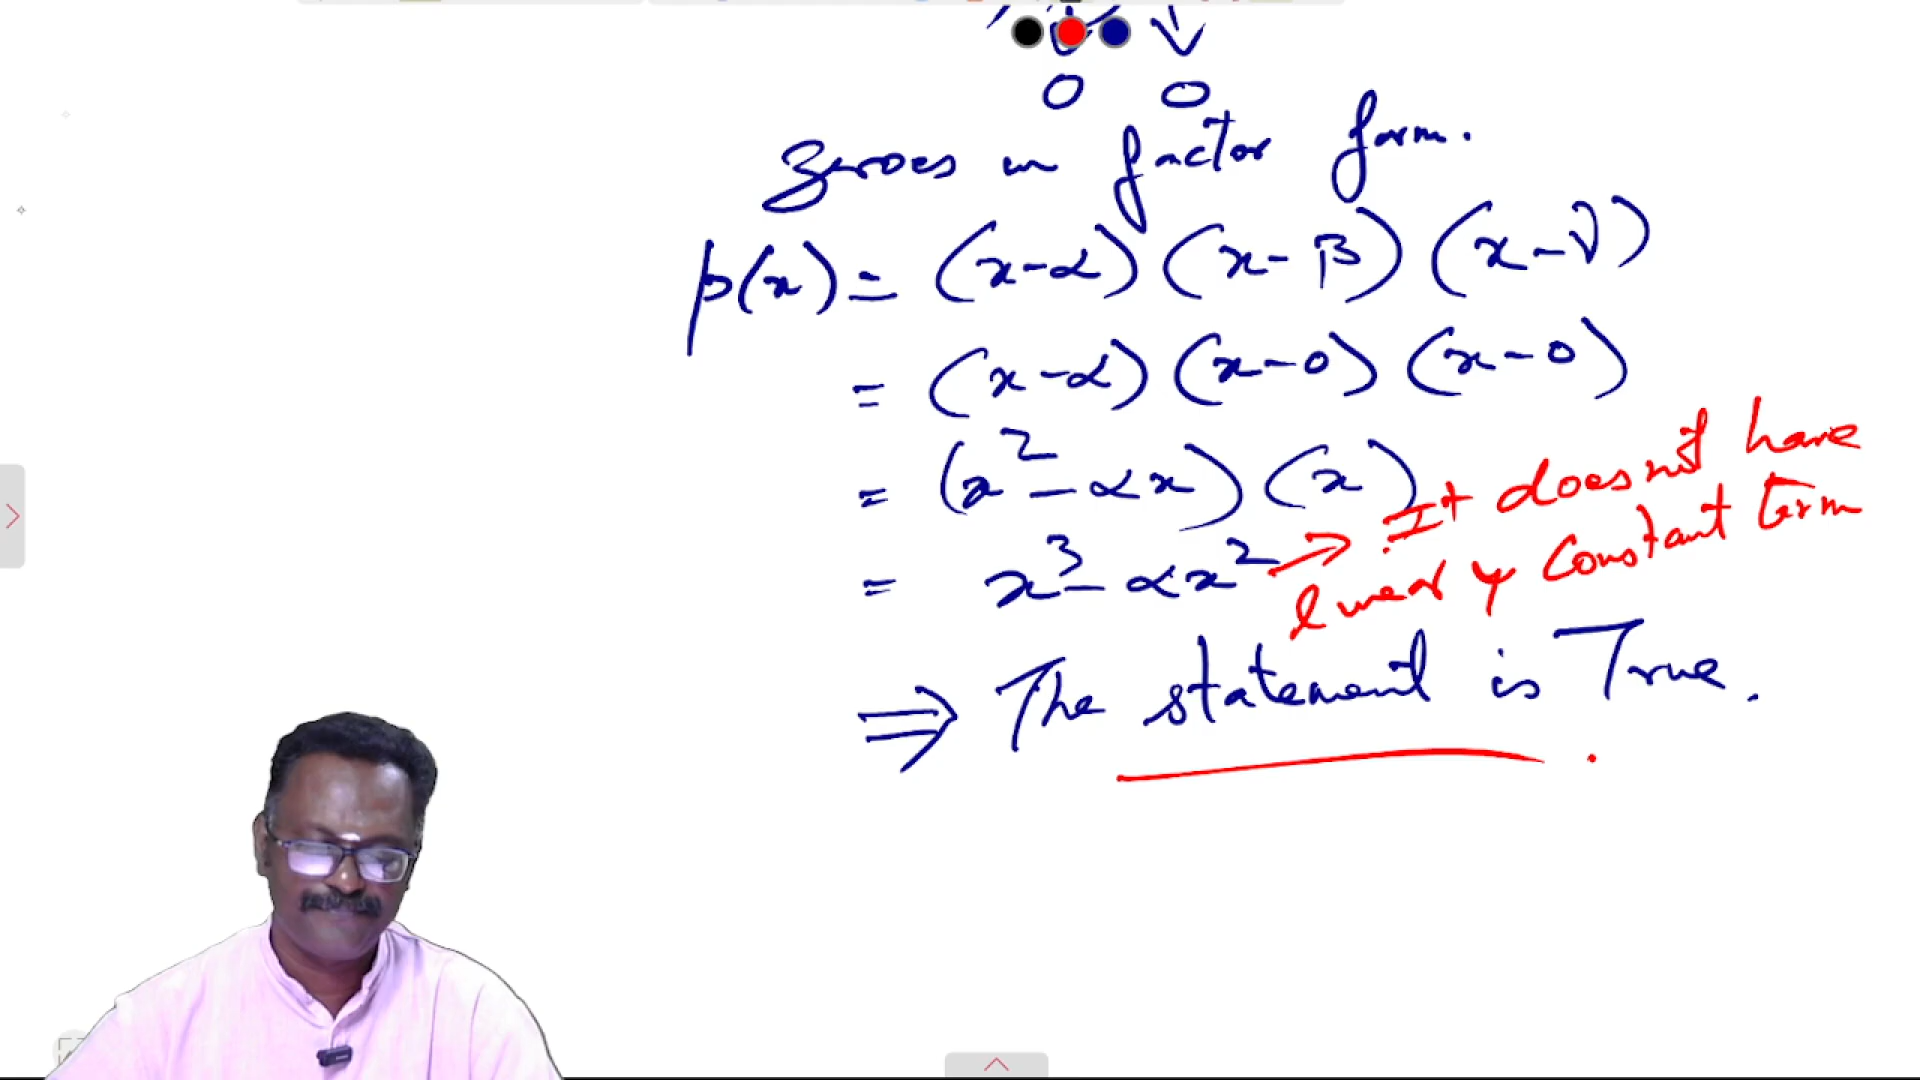 0 0
zeroes in factor form.
p(x) = (x-α) (x-β) (x-γ)
= (x-α) (x-0) (x-0)
= (x² - αx) (x)
= x³ - αx² → It does not have
linear & constant term
⇒ The statement is True.